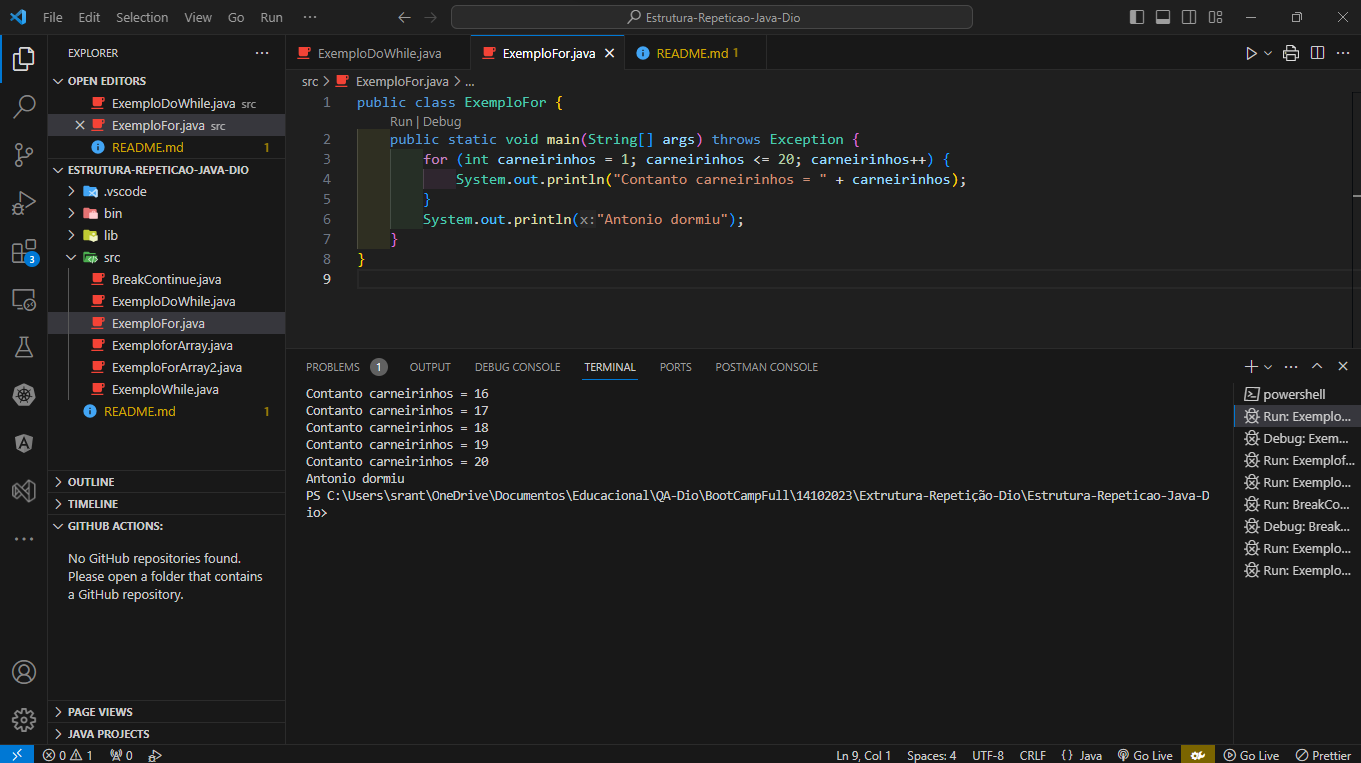 File Edit Selection View Go Run ··· Estrutura-Repeticao-Java-Dio
EXPLORER ···
OPEN EDITORS
ExemploDoWhile.java src
ExemploFor.java src
README.md 1
ESTRUTURA-REPETICAO-JAVA-DIO
.vscode
bin
lib
src
BreakContinue.java
ExemploDoWhile.java
ExemploFor.java
ExemploforArray.java
ExemploForArray2.java
ExemploWhile.java
README.md 1
OUTLINE
TIMELINE
GITHUB ACTIONS:
No GitHub repositories found.
Please open a folder that contains
a GitHub repository.
PAGE VIEWS
JAVA PROJECTS
3
ExemploDoWhile.java ExemploFor.java README.md 1
src > ExemploFor.java > ...
1 public class ExemploFor {
Run | Debug
2 public static void main(String[] args) throws Exception {
3 for (int carneirinhos = 1; carneirinhos <= 20; carneirinhos++) {
4 System.out.println("Contanto carneirinhos = " + carneirinhos);
5 }
6 System.out.println(x:"Antonio dormiu");
7 }
8 }
9
PROBLEMS 1 OUTPUT DEBUG CONSOLE TERMINAL PORTS POSTMAN CONSOLE
Contanto carneirinhos = 16
Contanto carneirinhos = 17
Contanto carneirinhos = 18
Contanto carneirinhos = 19
Contanto carneirinhos = 20
Antonio dormiu
PS C:\Users\srant\OneDrive\Documentos\Educacional\QA-Dio\BootCampFull\14102023\Extrutura-Repetição-Dio\Estrutura-Repeticao-Java-D
io>
powershell
Run: Exemplo...
Debug: Exem...
Run: Exemplof...
Run: Exemplo...
Run: BreakCo...
Debug: Break...
Run: Exemplo...
Run: Exemplo...
0 1 0 Ln 9, Col 1 Spaces: 4 UTF-8 CRLF {} Java Go Live Go Live Prettier